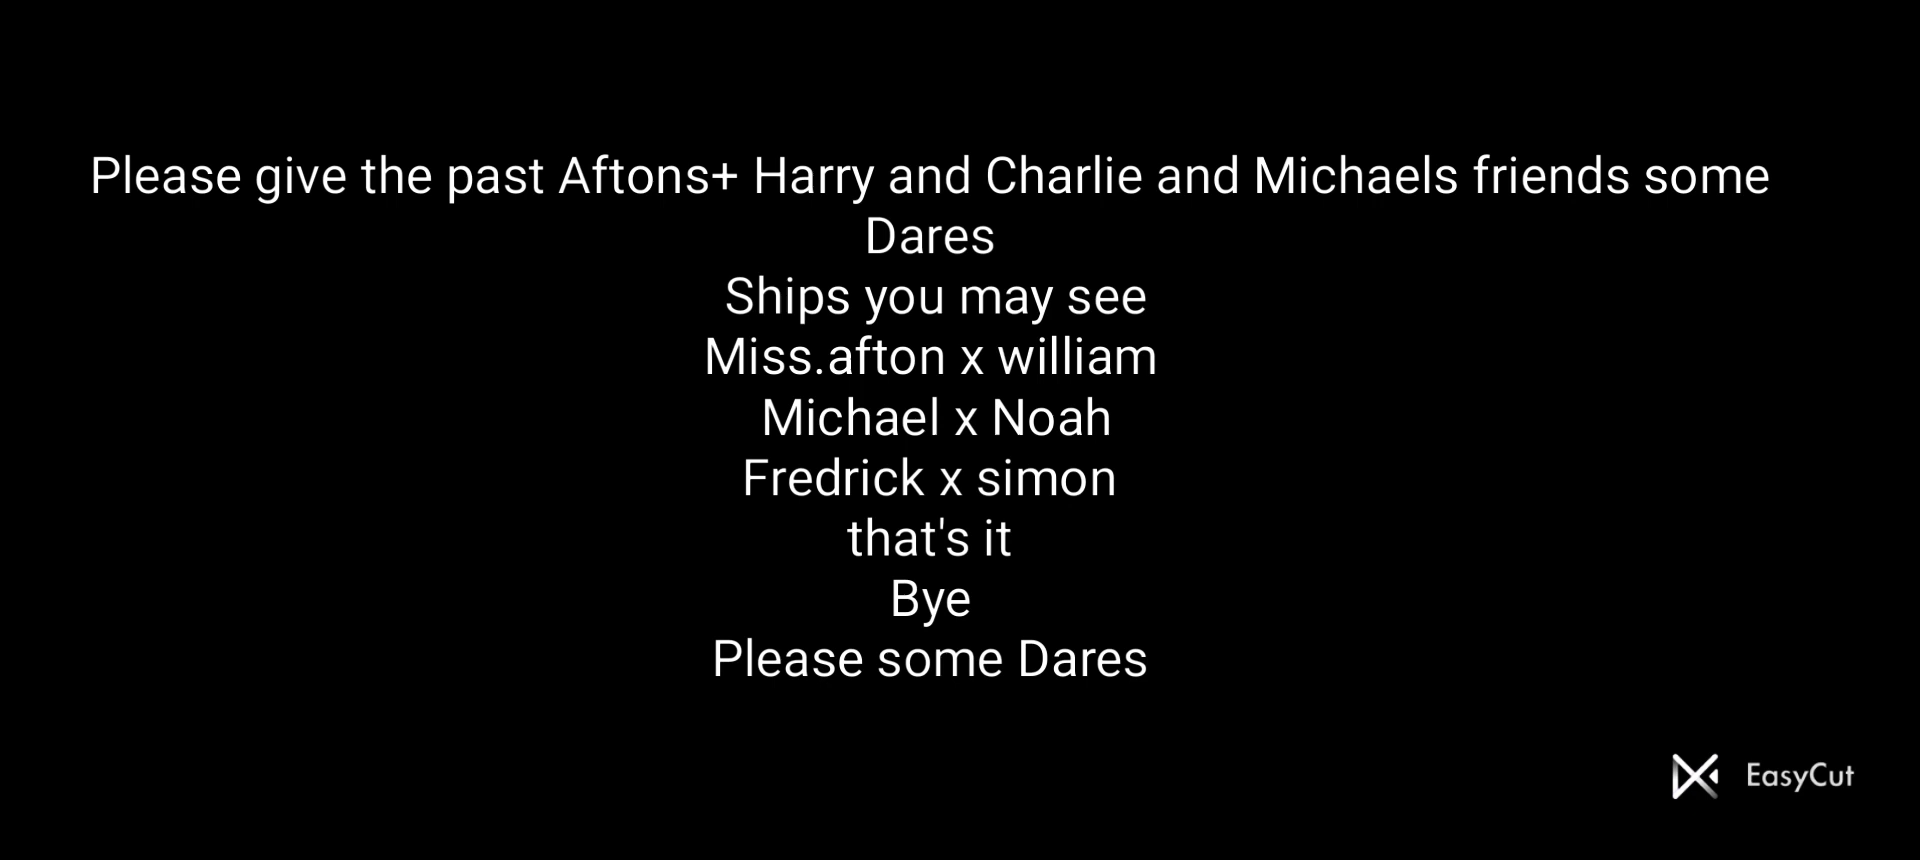 Please give the past Aftons+ Harry and Charlie and Michaels friends some
Dares
Ships you may see
Miss.afton x william
Michael x Noah
Fredrick x simon
that's it
Bye
Please some Dares
EasyCut